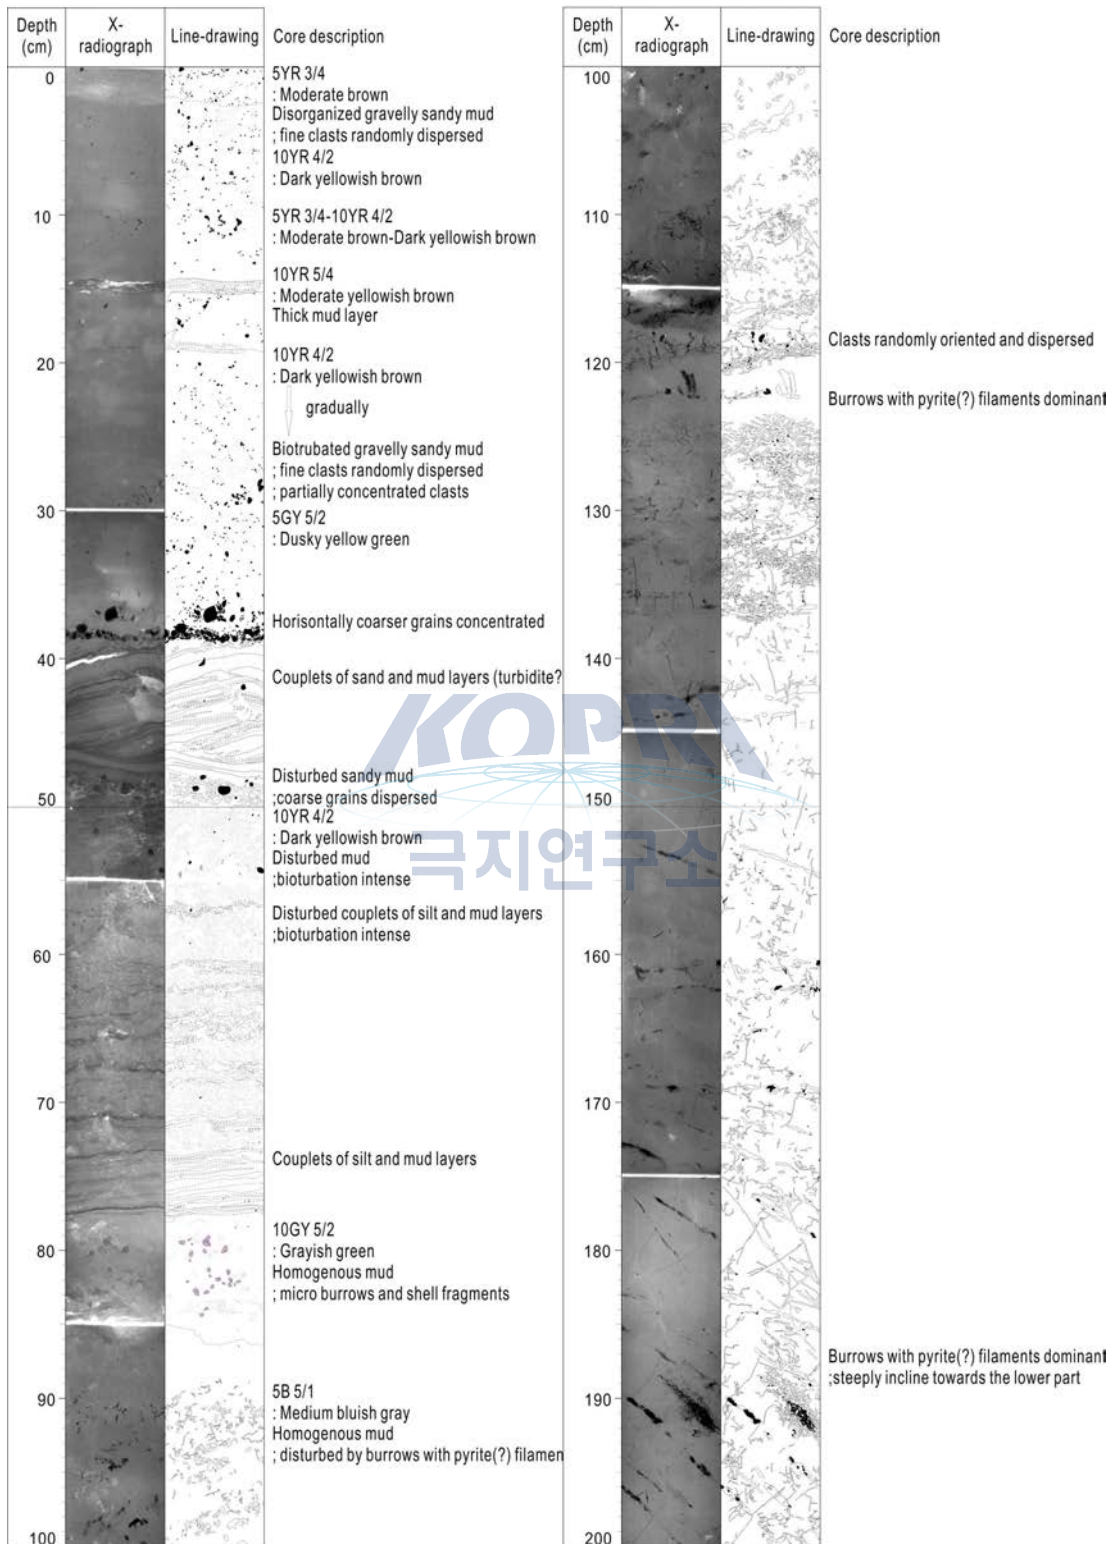 Depth
(cm)
X-
radiograph
Line-drawing
Core description
0
5YR 3/4
: Moderate brown
Disorganized gravelly sandy mud
; fine clasts randomly dispersed
10YR 4/2
: Dark yellowish brown
10
5YR 3/4-10YR 4/2
: Moderate brown-Dark yellowish brown
10YR 5/4
: Moderate yellowish brown
Thick mud layer
20
10YR 4/2
: Dark yellowish brown
gradually
Biotrubated gravelly sandy mud
; fine clasts randomly dispersed
; partially concentrated clasts
30
5GY 5/2
: Dusky yellow green
Horisontally coarser grains concentrated
40
Couplets of sand and mud layers (turbidite?
Disturbed sandy mud
;coarse grains dispersed
50
10YR 4/2
: Dark yellowish brown
Disturbed mud
;bioturbation intense
Disturbed couplets of silt and mud layers
;bioturbation intense
60
70
Couplets of silt and mud layers
10GY 5/2
80
: Grayish green
Homogenous mud
; micro burrows and shell fragments
90
5B 5/1
: Medium bluish gray
Homogenous mud
; disturbed by burrows with pyrite(?) filamen
100
Depth
(cm)
X-
radiograph
Line-drawing
Core description
100
110
Clasts randomly oriented and dispersed
120
Burrows with pyrite(?) filaments dominant
130
140
150
160
170
180
Burrows with pyrite(?) filaments dominant
;steeply incline towards the lower part
190
200
KOPRI
극지연구소